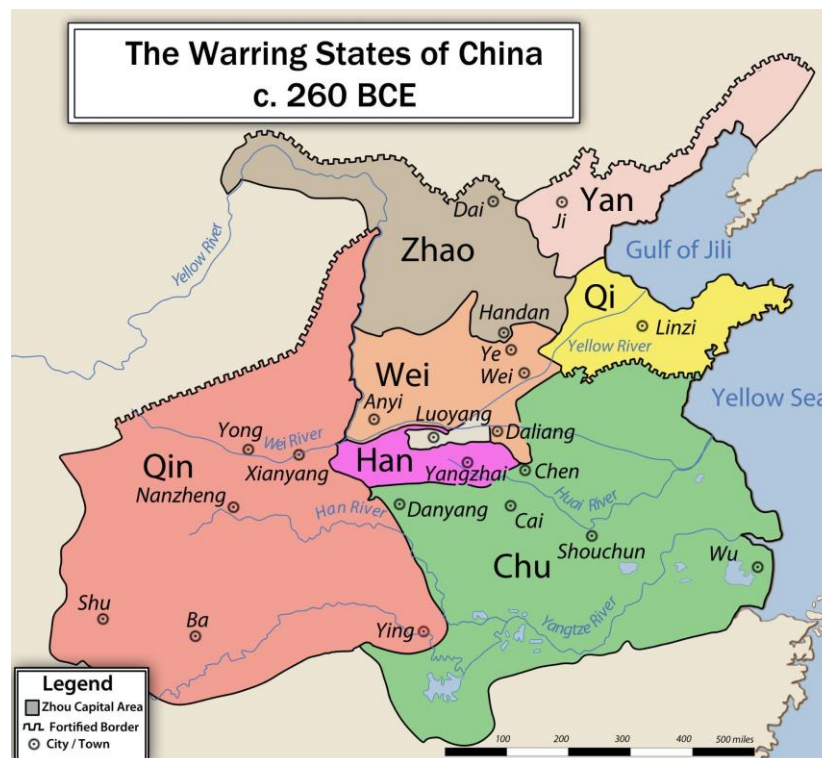 The Warring States of China
c. 260 BCE
Dai
Ji
Yan
Yellow River
Zhao
Gulf of Jili
Qi
Handan
Linzi
Ye
Yellow River
Wei
Wei
Yellow Sea
Anyi
Luoyang
Yong
Wei River
Daliang
Qin
Xianyang
Han
Yangzhai
Chen
Nanzheng
Han River
Danyang
Cai
Huai River
Shouchun
Chu
Wu
Shu
Ba
Ying
Yangtze River
Legend
Zhou Capital Area
Fortified Border
City / Town
100 200 300 400 500 miles